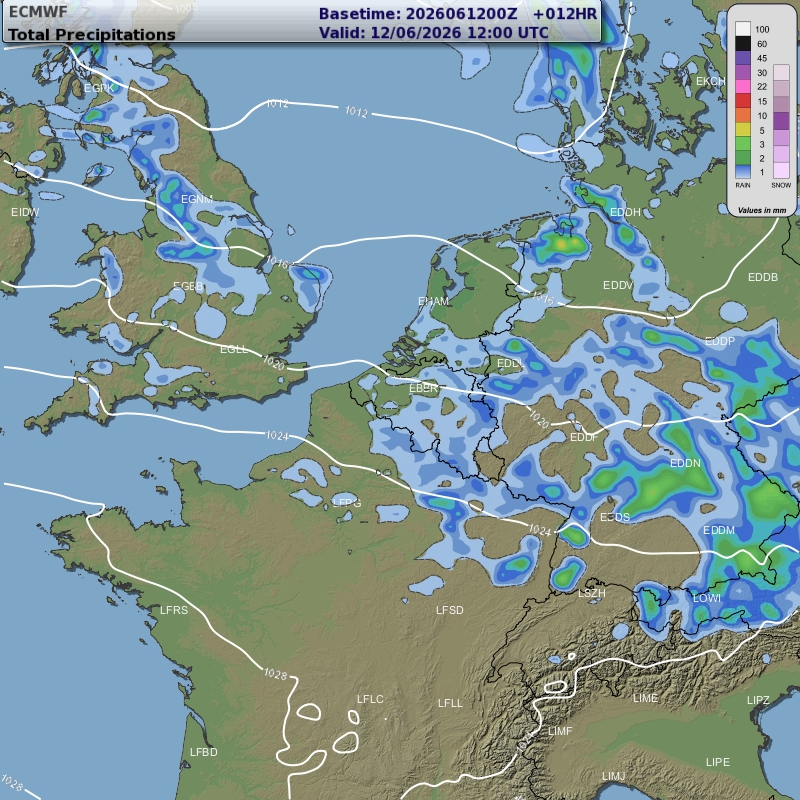 ECMWF
Basetime: 2026061200Z +012HR
Total Precipitations
Valid: 12/06/2026 12:00 UTC
100
60
45
30
22
15
10
5
3
2
1
RAIN SNOW
Values in mm
1008
EKCH
EGPK
1012
1012
EIDW
EGNM
EDDH
1016
EGBB
EDDV
EDDB
1016
EHAM
EGLL
EDDP
1020
EDDL
EBBR
1020
1024
EDDF
EDDN
LFPG
EDDS
1024
EDDM
LSZH
LOWI
LFRS
LFSD
1028
LFLC
LFLL
LIME
LIPZ
LIMF
LFBD
LIPE
LIMJ
1028